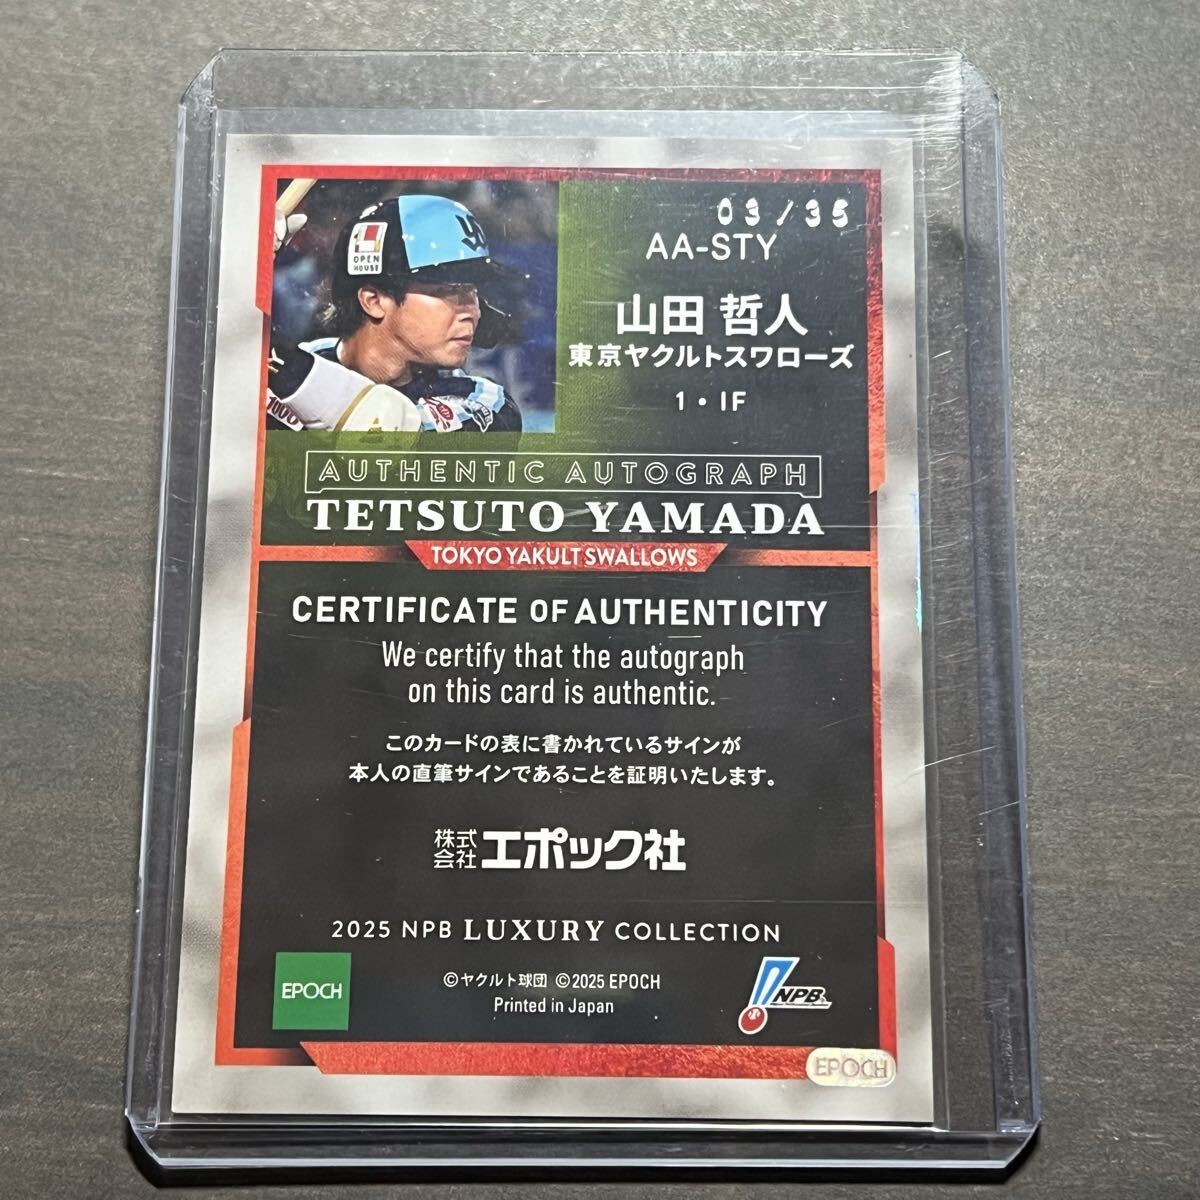 03/35
AA-STY
山田 哲人
東京ヤクルトスワローズ
1・IF
OPEN
HOUSE
1000
AUTHENTIC AUTOGRAPH
TETSUTO YAMADA
TOKYO YAKULT SWALLOWS
CERTIFICATE OF AUTHENTICITY
We certify that the autograph
on this card is authentic.
このカードの表に書かれているサインが
本人の直筆サインであることを証明いたします。
株式会社エポック社
2025 NPB LUXURY COLLECTION
EPOCH
©ヤクルト球団 ©2025 EPOCH
Printed in Japan
NPB
EPOCH